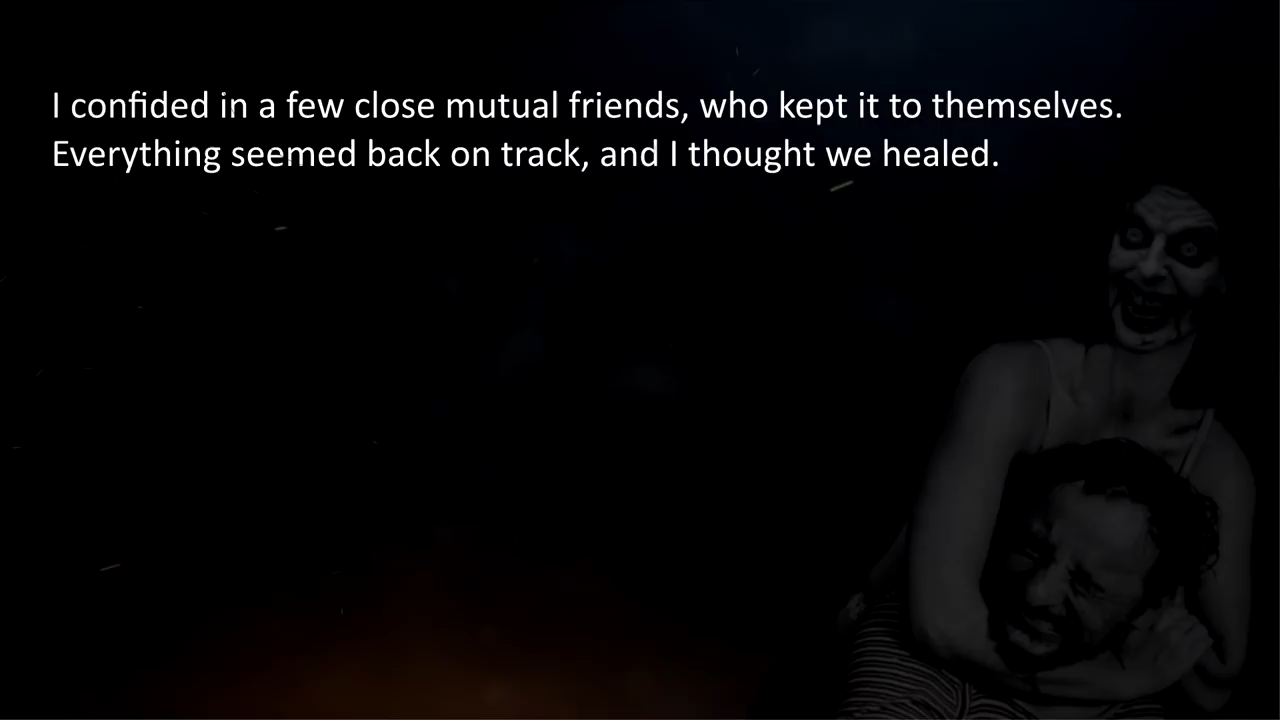 I confided in a few close mutual friends, who kept it to themselves.
Everything seemed back on track, and I thought we healed.